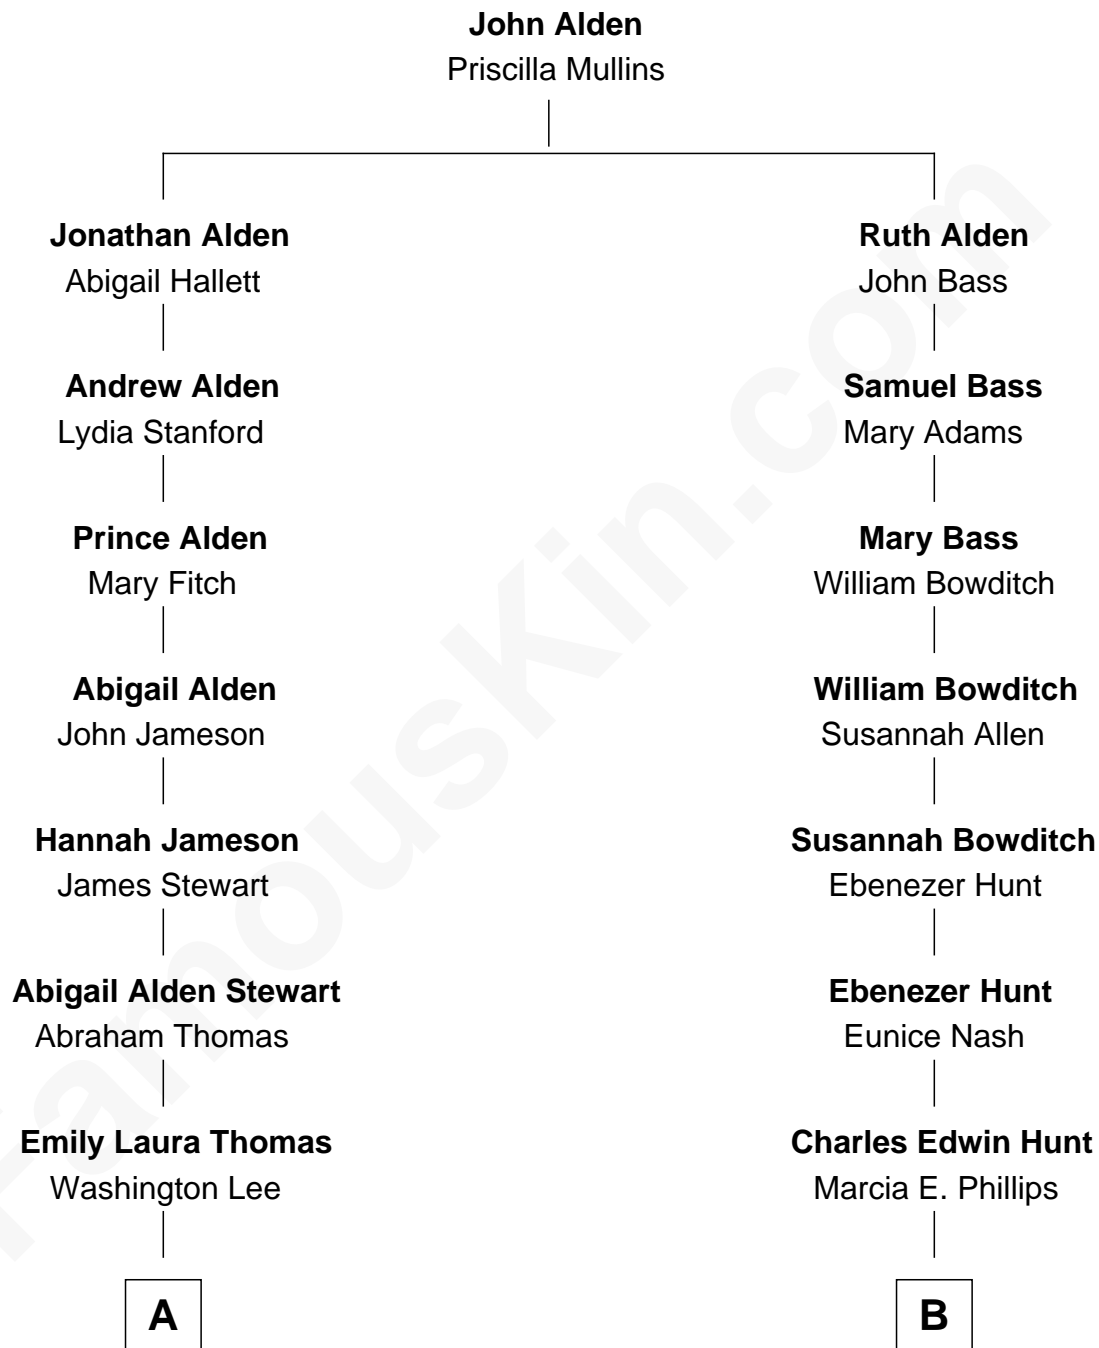 John Alden
Priscilla Mullins
Jonathan Alden
Abigail Hallett
Ruth Alden
John Bass
Andrew Alden
Lydia Stanford
Samuel Bass
Mary Adams
Prince Alden
Mary Fitch
Mary Bass
William Bowditch
Abigail Alden
John Jameson
William Bowditch
Susannah Allen
Hannah Jameson
James Stewart
Susannah Bowditch
Ebenezer Hunt
Abigail Alden Stewart
Abraham Thomas
Ebenezer Hunt
Eunice Nash
Emily Laura Thomas
Washington Lee
Charles Edwin Hunt
Marcia E. Phillips
A
B
FamousKin.com